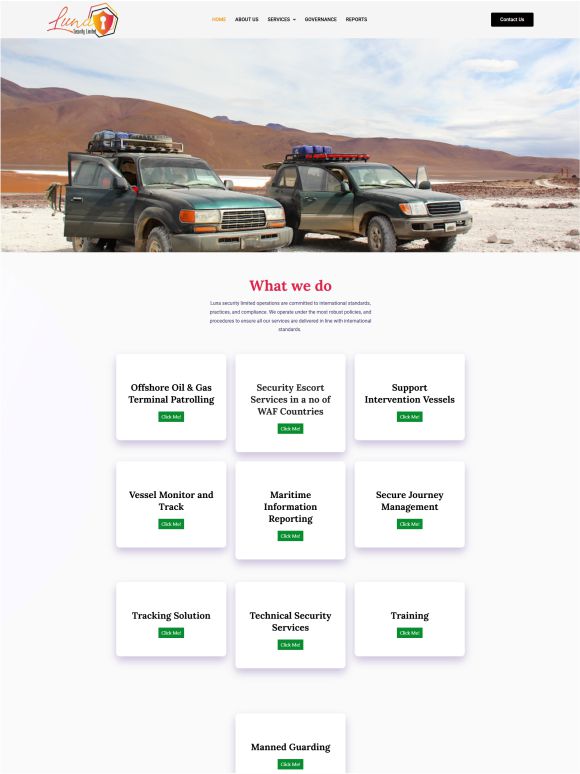 Luna
Security Limited
HOME ABOUT US SERVICES GOVERNANCE REPORTS
Contact Us
What we do
Luna security limited operations are committed to international standards,
practices, and compliance. We operate under the most robust policies, and
procedures to ensure all our services are delivered in line with international
standards.
Offshore Oil & Gas
Terminal Patrolling
Click Me!
Security Escort
Services in a no of
WAF Countries
Click Me!
Support
Intervention Vessels
Click Me!
Vessel Monitor and
Track
Click Me!
Maritime
Information
Reporting
Click Me!
Secure Journey
Management
Click Me!
Tracking Solution
Click Me!
Technical Security
Services
Click Me!
Training
Click Me!
Manned Guarding
Click Me!